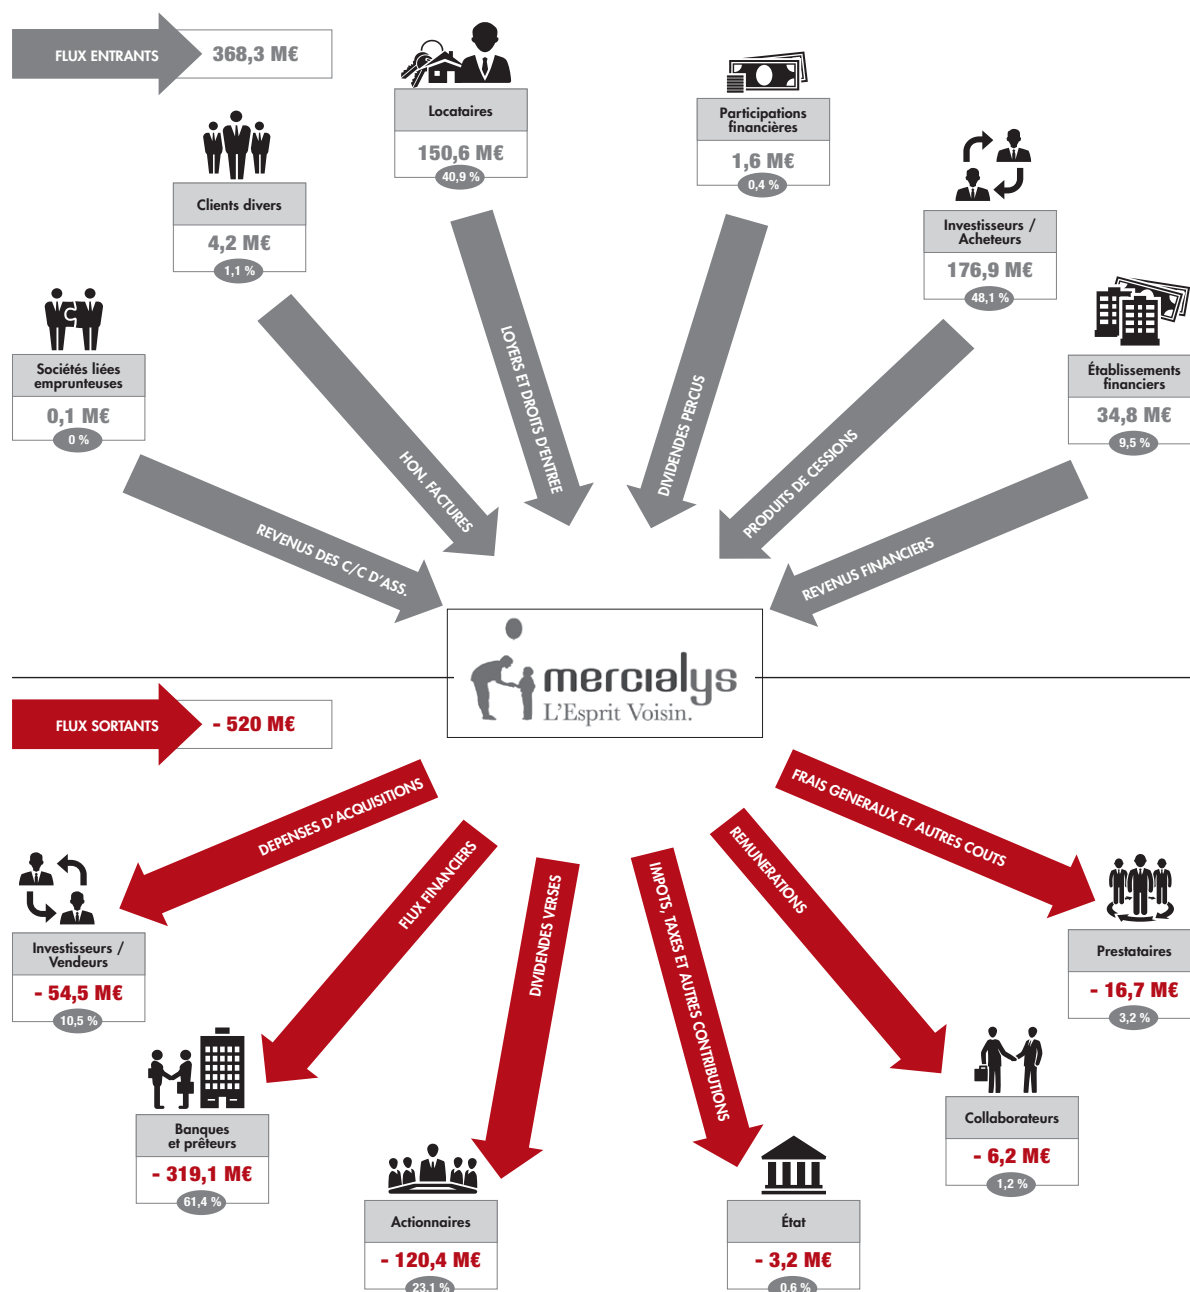 FLUX ENTRANTS
368,3 M€
Locataires
150,6 M€
40,9 %
Participations
financières
1,6 M€
0,4 %
Clients divers
4,2 M€
1,1 %
Investisseurs /
Acheteurs
176,9 M€
48,1 %
Sociétés liées
emprunteuses
0,1 M€
0 %
Établissements
financiers
34,8 M€
9,5 %
REVENUS DES C/C D'ASS.
HON. FACTURES
LOYERS ET DROITS D'ENTREE
DIVIDENDES PERCUS
PRODUITS DE CESSIONS
REVENUS FINANCIERS
mercialys
L'Esprit Voisin.
FLUX SORTANTS
- 520 M€
DEPENSES D'ACQUISITIONS
FLUX FINANCIERS
DIVIDENDES VERSES
IMPOTS, TAXES ET AUTRES CONTRIBUTIONS
REMUNERATIONS
FRAIS GENERAUX ET AUTRES COUTS
Investisseurs /
Vendeurs
- 54,5 M€
10,5 %
Prestataires
- 16,7 M€
3,2 %
Banques
et prêteurs
- 319,1 M€
61,4 %
Collaborateurs
- 6,2 M€
1,2 %
Actionnaires
- 120,4 M€
23,1 %
État
- 3,2 M€
0,6 %